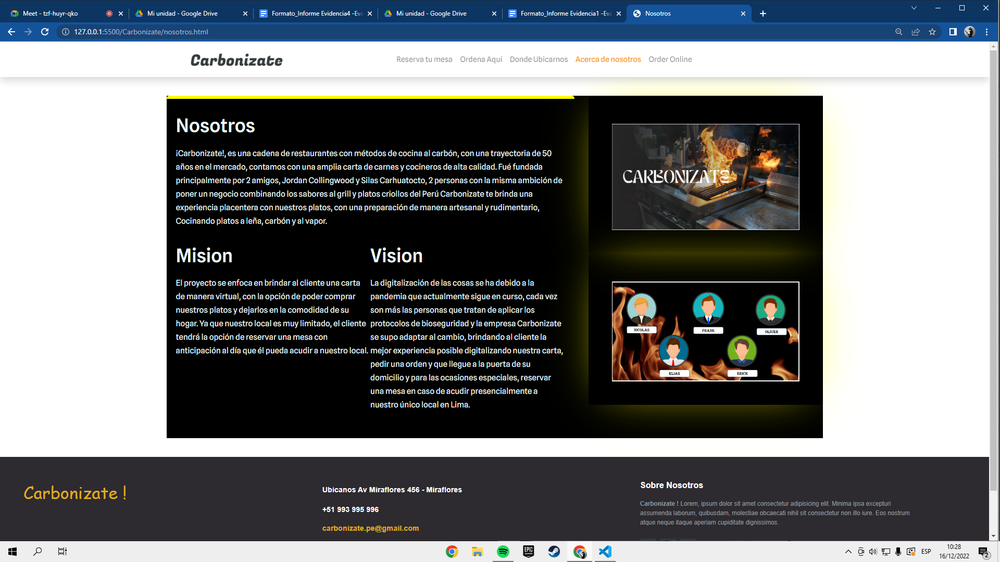 Meet - tzf-huyr-qko
Mi unidad - Google Drive
Formato_Informe Evidencia4 -Eva
Mi unidad - Google Drive
Formato_Informe Evidencia1 -Eva
Nosotros
127.0.0.1:5500/Carbonizate/nosotros.html
Carbonizate
Reserva tu mesa
Ordena Aquí
Donde Ubicarnos
Acerca de nosotros
Order Online
Nosotros
¡Carbonizate!, es una cadena de restaurantes con métodos de cocina al carbón, con una trayectoria de 50
años en el mercado, contamos con una amplia carta de carnes y cocineros de alta calidad. Fué fundada
principalmente por 2 amigos, Jordan Collingwood y Silas Carhuatocto, 2 personas con la misma ambición de
poner un negocio combinando los sabores al grill y platos criollos del Perú Carbonizate te brinda una
experiencia placentera con nuestros platos, con una preparación de manera artesanal y rudimentario,
Cocinando platos a leña, carbón y al vapor.
CARBONIZATE
Mision
El proyecto se enfoca en brindar al cliente una carta
de manera virtual, con la opción de poder comprar
nuestros platos y dejarlos en la comodidad de su
hogar. Ya que nuestro local es muy limitado, el cliente
tendrá la opción de reservar una mesa con
anticipación al día que él pueda acudir a nuestro local.
Vision
La digitalización de las cosas se ha debido a la
pandemia que actualmente sigue en curso, cada vez
son más las personas que tratan de aplicar los
protocolos de bioseguridad y la empresa Carbonizate
se supo adaptar al cambio, brindando al cliente la
mejor experiencia posible digitalizando nuestra carta,
pedir una orden y que llegue a la puerta de su
domicilio y para las ocasiones especiales, reservar
una mesa en caso de acudir presencialmente a
nuestro único local en Lima.
NICOLAS
FRANK
OLIVER
ELIAS
ERICK
Carbonizate !
Ubicanos Av Miraflores 456 - Miraflores
+51 993 995 996
carbonizate.pe@gmail.com
Sobre Nosotros
Carbonizate ! Lorem, ipsum dolor sit amet consectetur adipisicing elit. Minima ipsa excepturi
assumenda laborum, quibusdam, molestiae obcaecati nihil sit consectetur non illo iure. Eos nostrum
atque neque itaque aperiam cupiditate dignissimos.
EPIC
GAMES
ESP
10:28
16/12/2022
2